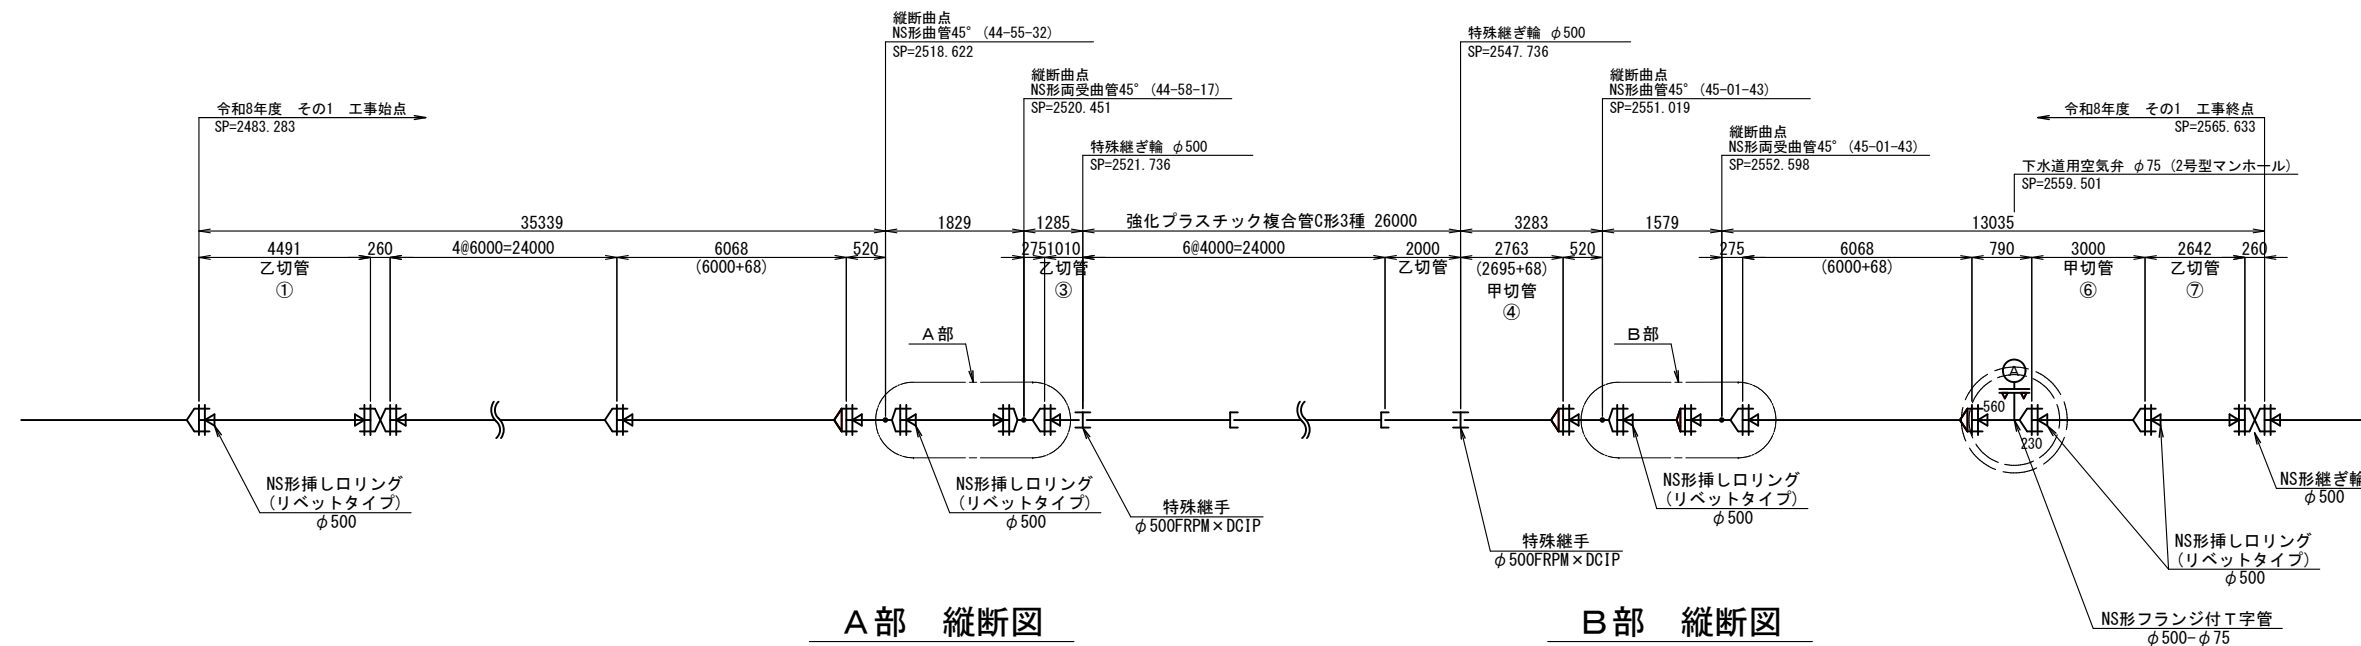 縦断曲点
NS形曲管45° (44-55-32)
SP=2518.622
縦断曲点
NS形両受曲管45° (44-58-17)
SP=2520.451
特殊継ぎ輪 φ500
SP=2521.736
特殊継ぎ輪 φ500
SP=2547.736
縦断曲点
NS形曲管45° (45-01-43)
SP=2551.019
縦断曲点
NS形両受曲管45° (45-01-43)
SP=2552.598
令和8年度 その1 工事始点
SP=2483.283
令和8年度 その1 工事終点
SP=2565.633
下水道用空気弁 φ75 (2号型マンホール)
SP=2559.501
35339
1829
1285
強化プラスチック複合管C形3種 26000
3283
1579
13035
4491
乙切管
①
260
4@6000=24000
6068
(6000+68)
520
275
1010
乙切管
③
6@4000=24000
2000
乙切管
2763
(2695+68)
甲切管
④
520
275
6068
(6000+68)
790
3000
甲切管
⑥
2642
乙切管
⑦
260
A部
B部
A
560
230
NS形挿し口リング
(リベットタイプ)
φ500
NS形挿し口リング
(リベットタイプ)
φ500
特殊継手
φ500FRPM×DCIP
特殊継手
φ500FRPM×DCIP
NS形挿し口リング
(リベットタイプ)
φ500
NS形継ぎ輪
φ500
NS形挿し口リング
(リベットタイプ)
φ500
NS形フランジ付T字管
φ500-φ75
A部 縦断図
B部 縦断図